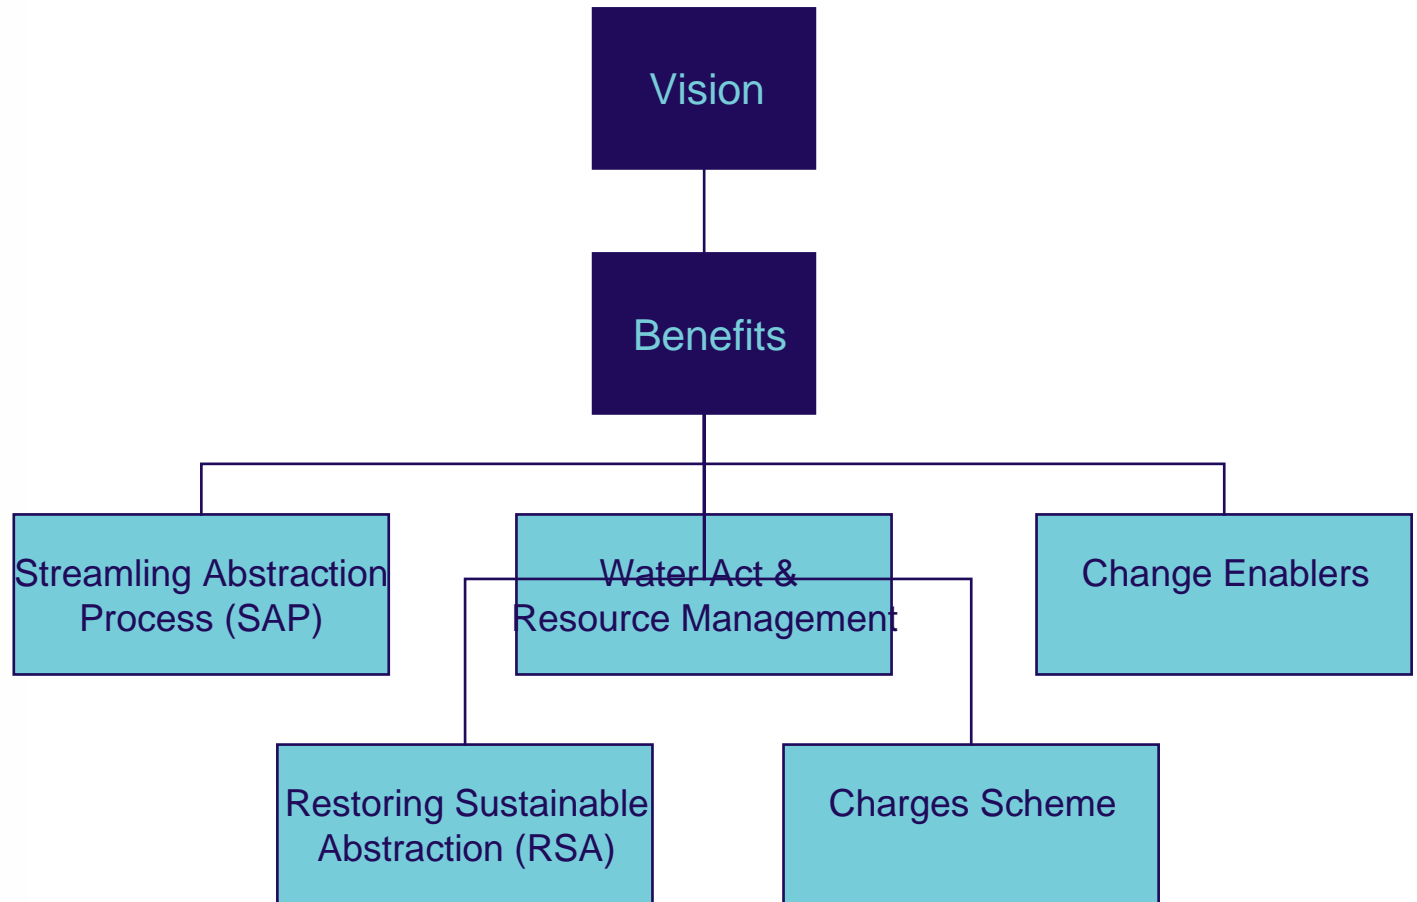 Vision
Benefits
Streamling Abstraction
Process (SAP)
Water Act &
Resource Management
Change Enablers
Restoring Sustainable
Abstraction (RSA)
Charges Scheme